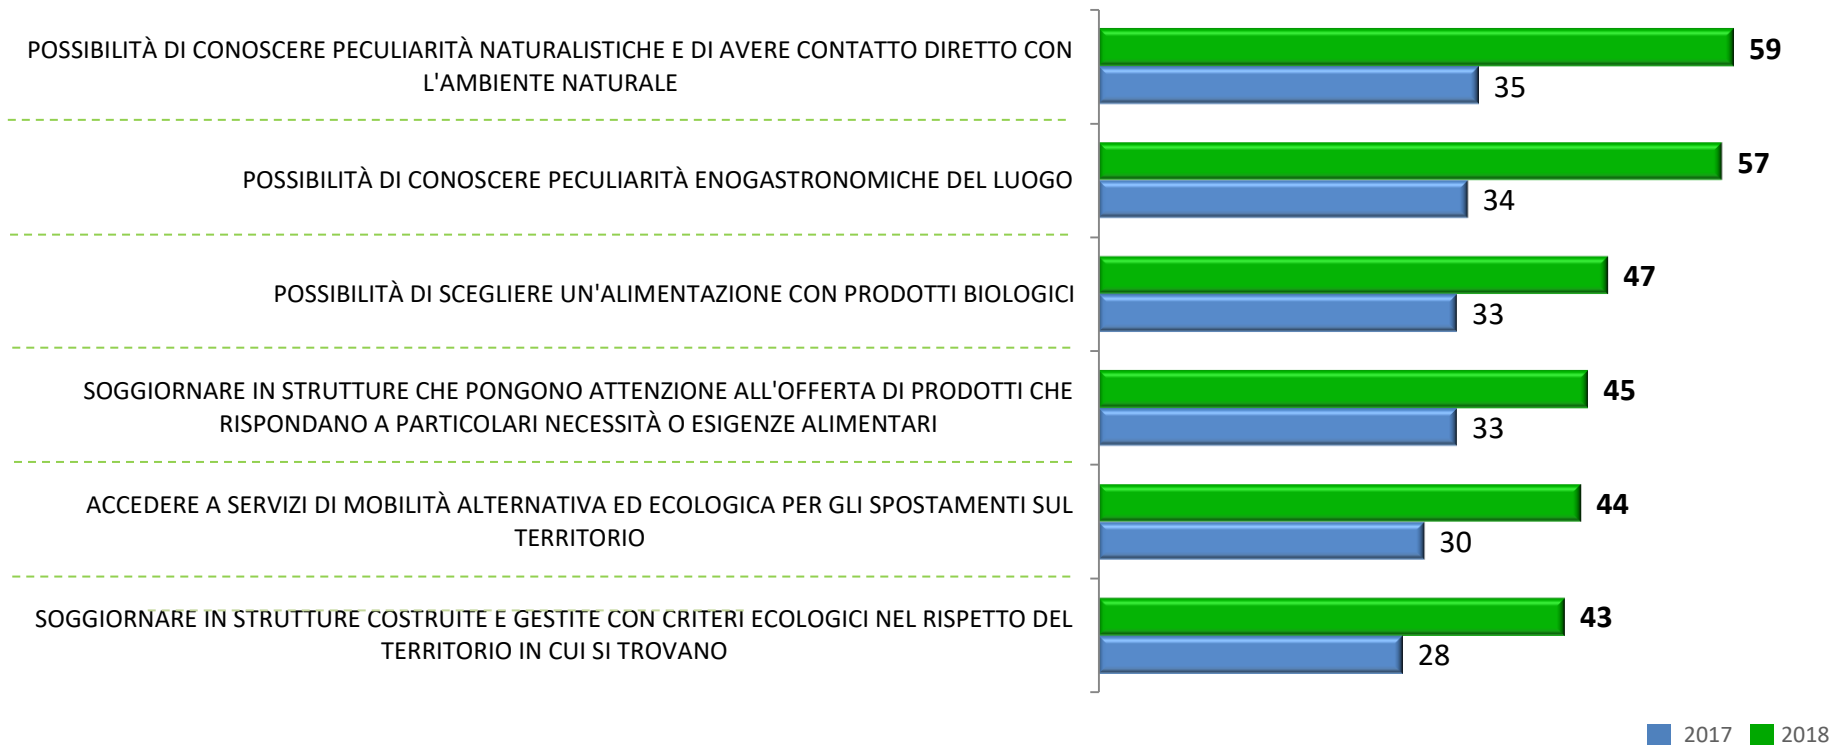 POSSIBILITÀ DI CONOSCERE PECULIARITÀ NATURALISTICHE E DI AVERE CONTATTO DIRETTO CON
L'AMBIENTE NATURALE
59
35
POSSIBILITÀ DI CONOSCERE PECULIARITÀ ENOGASTRONOMICHE DEL LUOGO
57
34
POSSIBILITÀ DI SCEGLIERE UN'ALIMENTAZIONE CON PRODOTTI BIOLOGICI
47
33
SOGGIORNARE IN STRUTTURE CHE PONGONO ATTENZIONE ALL'OFFERTA DI PRODOTTI CHE
RISPONDANO A PARTICOLARI NECESSITÀ O ESIGENZE ALIMENTARI
45
33
ACCEDERE A SERVIZI DI MOBILITÀ ALTERNATIVA ED ECOLOGICA PER GLI SPOSTAMENTI SUL
TERRITORIO
44
30
SOGGIORNARE IN STRUTTURE COSTRUITE E GESTITE CON CRITERI ECOLOGICI NEL RISPETTO DEL
TERRITORIO IN CUI SI TROVANO
43
28
2017 2018